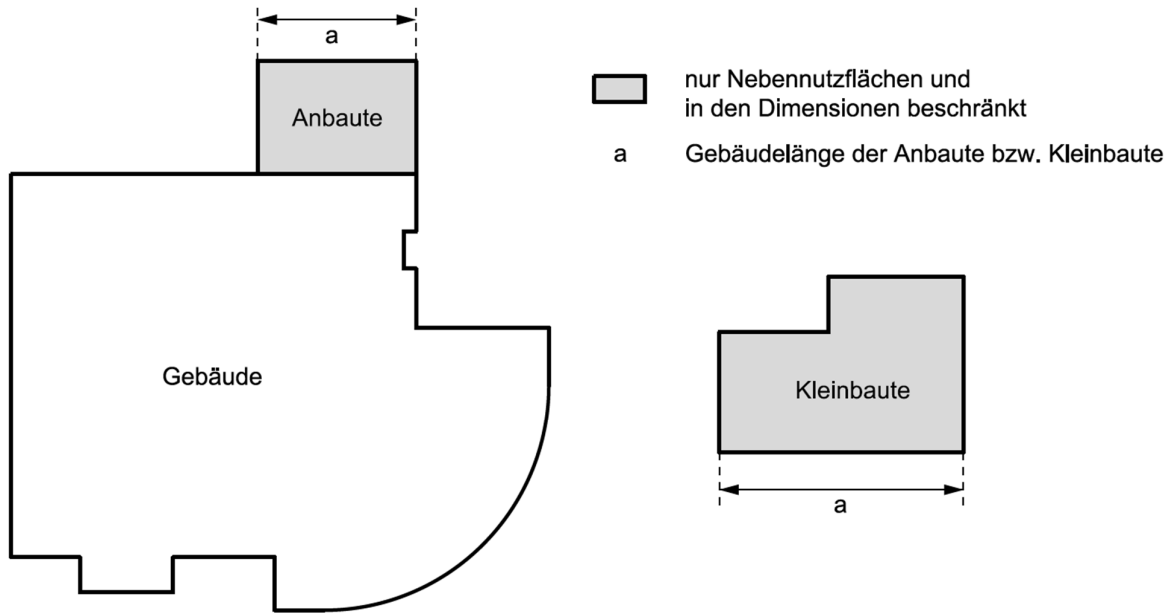 a
Anbaute
nur Nebennutzflächen und
in den Dimensionen beschränkt
a Gebäudelänge der Anbaute bzw. Kleinbaute
Gebäude
Kleinbaute
a